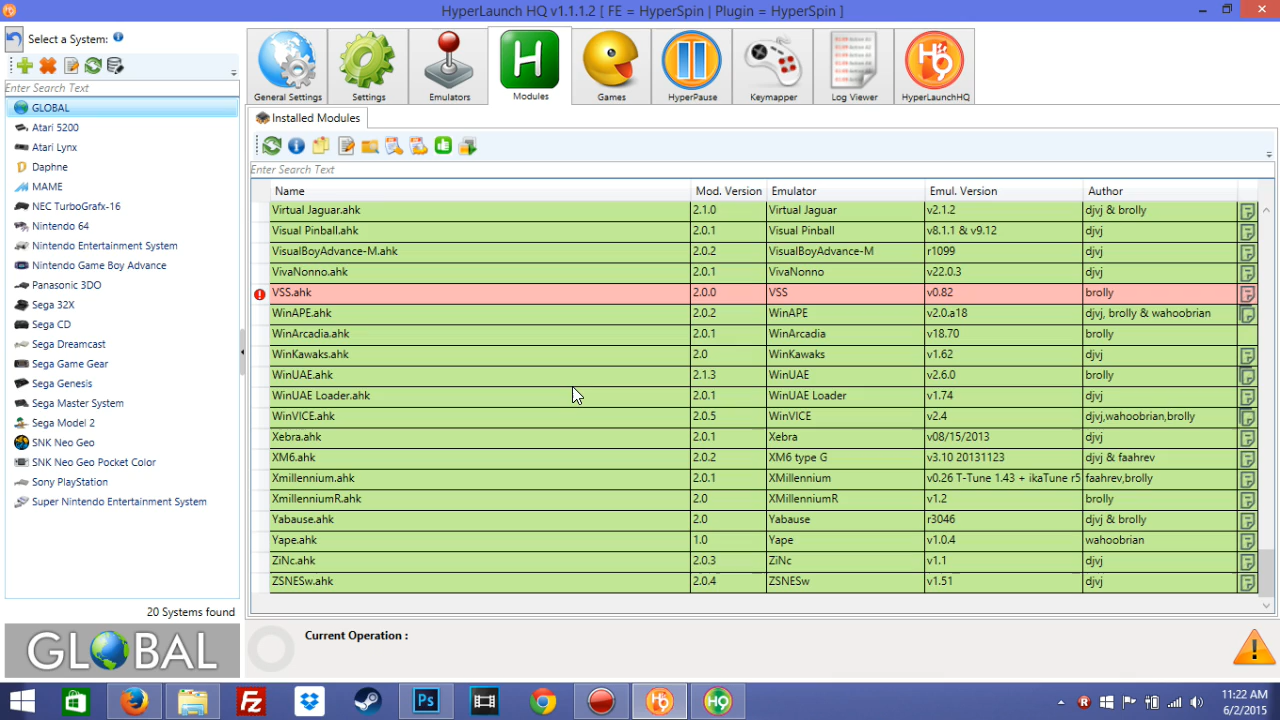 HyperLaunch HQ v1.1.1.2 [ FE = HyperSpin | Plugin = HyperSpin ]
Select a System:
Enter Search Text
GLOBAL
Atari 5200
Atari Lynx
Daphne
MAME
NEC TurboGrafx-16
Nintendo 64
Nintendo Entertainment System
Nintendo Game Boy Advance
Panasonic 3DO
Sega 32X
Sega CD
Sega Dreamcast
Sega Game Gear
Sega Genesis
Sega Master System
Sega Model 2
SNK Neo Geo
SNK Neo Geo Pocket Color
Sony PlayStation
Super Nintendo Entertainment System
20 Systems found
GLOBAL
General Settings
Settings
Emulators
H
Modules
Games
HyperPause
Keymapper
Log Viewer
HyperLaunchHQ
Installed Modules
Enter Search Text
Name Mod. Version Emulator Emul. Version Author
Virtual Jaguar.ahk 2.1.0 Virtual Jaguar v2.1.2 djvj & brolly
Visual Pinball.ahk 2.0.1 Visual Pinball v8.1.1 & v9.12 djvj
VisualBoyAdvance-M.ahk 2.0.2 VisualBoyAdvance-M r1099 djvj
VivaNonno.ahk 2.0.1 VivaNonno v22.0.3 djvj
VSS.ahk 2.0.0 VSS v0.82 brolly
WinAPE.ahk 2.0.2 WinAPE v2.0.a18 djvj, brolly & wahoobrian
WinArcadia.ahk 2.0.1 WinArcadia v18.70 brolly
WinKawaks.ahk 2.0 WinKawaks v1.62 djvj
WinUAE.ahk 2.1.3 WinUAE v2.6.0 brolly
WinUAE Loader.ahk 2.0.1 WinUAE Loader v1.74 djvj
WinVICE.ahk 2.0.5 WinVICE v2.4 djvj,wahoobrian,brolly
Xebra.ahk 2.0.1 Xebra v08/15/2013 djvj
XM6.ahk 2.0.2 XM6 type G v3.10 20131123 djvj & faahrev
Xmillennium.ahk 2.0.1 XMillennium v0.26 T-Tune 1.43 + ikaTune r5 faahrev,brolly
XmillenniumR.ahk 2.0 XMillenniumR v1.2 brolly
Yabause.ahk 2.0 Yabause r3046 djvj & brolly
Yape.ahk 1.0 Yape v1.0.4 wahoobrian
ZiNc.ahk 2.0.3 ZiNc v1.1 djvj
ZSNESw.ahk 2.0.4 ZSNESw v1.51 djvj
Current Operation :
Fz
Ps
HQ
11:22 AM
6/2/2015